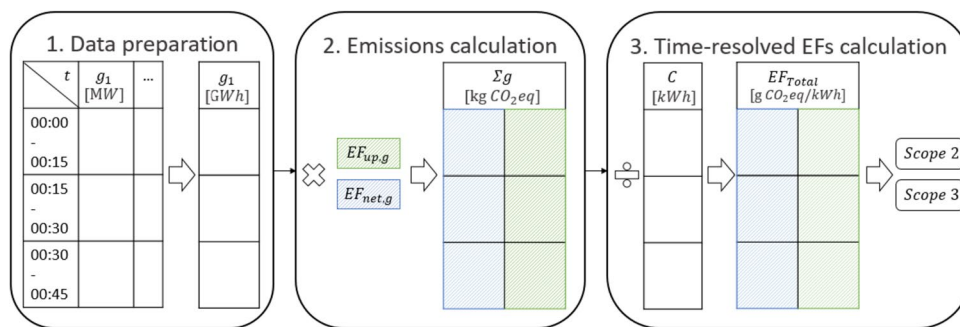 1. Data preparation
t
g1
[MW]
...
g1
[GWh]
00:00
-
00:15
00:15
-
00:30
00:30
-
00:45
2. Emissions calculation
Σg
[kg CO2eq]
EFup,g
EFnet,g
3. Time-resolved EFs calculation
C
[kWh]
EFTotal
[g CO2eq/kWh]
Scope 2
Scope 3